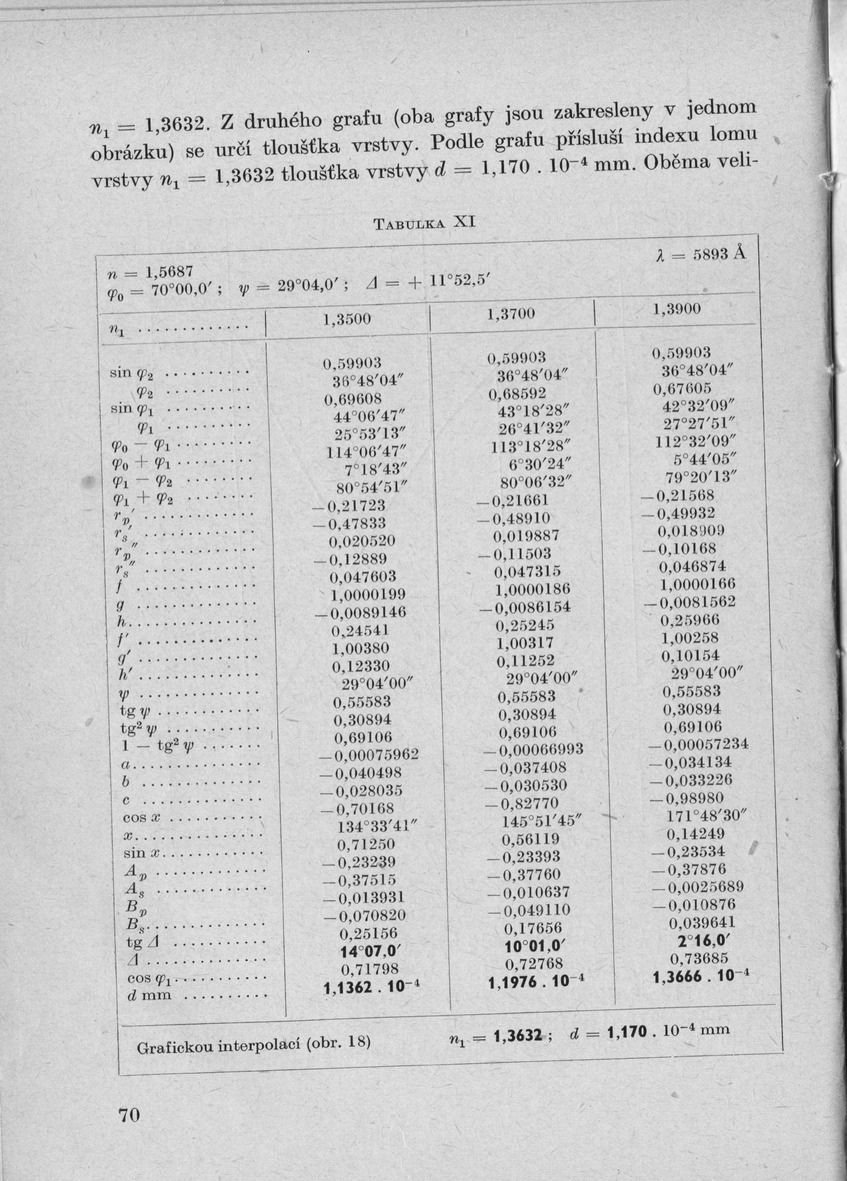 n₁ = 1,3632. Z druhého grafu (oba grafy jsou zakresleny v jednom
obrázku) se určí tloušťka vrstvy. Podle grafu přísluší indexu lomu
vrstvy n₁ = 1,3632 tloušťka vrstvy d = 1,170 . 10⁻⁴ mm. Oběma veli-
TABULKA XI
n = 1,5687 λ = 5893 Å
φ₀ = 70°00,0′ ; ψ = 29°04,0′ ; Δ = + 11°52,5′
n₁ . . . . . . . . . . . . . 1,3500 1,3700 1,3900
sin φ₂ . . . . . . . . . . 0,59903 0,59903 0,59903
φ₂ . . . . . . . . . . 36°48′04″ 36°48′04″ 36°48′04″
sin φ₁ . . . . . . . . . . 0,69608 0,68592 0,67605
φ₁ . . . . . . . . . . 44°06′47″ 43°18′28″ 42°32′09″
φ₀ − φ₁ . . . . . . . . . 25°53′13″ 26°41′32″ 27°27′51″
φ₀ + φ₁ . . . . . . . . . 114°06′47″ 113°18′28″ 112°32′09″
φ₁ − φ₂ . . . . . . . . . 7°18′43″ 6°30′24″ 5°44′05″
φ₁ + φ₂ . . . . . . . . 80°54′51″ 80°06′32″ 79°20′13″
rₚ′ . . . . . . . . . . . . . −0,21723 −0,21661 −0,21568
rₛ′ . . . . . . . . . . . . . −0,47833 −0,48910 −0,49932
rₚ″ . . . . . . . . . . . . . 0,020520 0,019887 0,018909
rₛ″ . . . . . . . . . . . . . −0,12889 −0,11503 −0,10168
f . . . . . . . . . . . . . . 0,047603 0,047315 0,046874
g . . . . . . . . . . . . . . 1,0000199 1,0000186 1,0000166
h. . . . . . . . . . . . . . . −0,0089146 −0,0086154 −0,0081562
f′ . . . . . . . . . . . . . . 0,24541 0,25245 0,25966
g′ . . . . . . . . . . . . . . 1,00380 1,00317 1,00258
h′ . . . . . . . . . . . . . . 0,12330 0,11252 0,10154
ψ . . . . . . . . . . . . . . 29°04′00″ 29°04′00″ 29°04′00″
tg ψ . . . . . . . . . . . . 0,55583 0,55583 0,55583
tg² ψ . . . . . . . . . . . 0,30894 0,30894 0,30894
1 − tg² ψ . . . . . . . 0,69106 0,69106 0,69106
a. . . . . . . . . . . . . . . −0,00075962 −0,00066993 −0,00057234
b . . . . . . . . . . . . . . −0,040498 −0,037408 −0,034134
c . . . . . . . . . . . . . . −0,028035 −0,030530 −0,033226
cos x . . . . . . . . . . . −0,70168 −0,82770 −0,98980
x. . . . . . . . . . . . . . . 134°33′41″ 145°51′45″ 171°48′30″
sin x. . . . . . . . . . . . 0,71250 0,56119 0,14249
Aₚ . . . . . . . . . . . . . −0,23239 −0,23393 −0,23534
Aₛ . . . . . . . . . . . . . −0,37515 −0,37760 −0,37876
Bₚ −0,013931 −0,010637 −0,0025689
Bₛ. . . . . . . . . . . . . . −0,070820 −0,049110 −0,010876
tg Δ . . . . . . . . . . . 0,25156 0,17656 0,039641
Δ . . . . . . . . . . . . . . 14°07,0′ 10°01,0′ 2°16,0′
cos φ₁ . . . . . . . . . . 0,71798 0,72768 0,73685
d mm . . . . . . . . . . 1,1362 . 10⁻⁴ 1,1976 . 10⁻⁴ 1,3666 . 10⁻⁴
Grafickou interpolací (obr. 18) n₁ = 1,3632 ; d = 1,170 . 10⁻⁴ mm
70